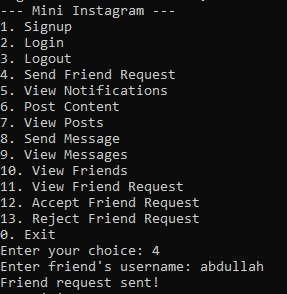 --- Mini Instagram ---
1. Signup
2. Login
3. Logout
4. Send Friend Request
5. View Notifications
6. Post Content
7. View Posts
8. Send Message
9. View Messages
10. View Friends
11. View Friend Request
12. Accept Friend Request
13. Reject Friend Request
0. Exit
Enter your choice: 4
Enter friend's username: abdullah
Friend request sent!